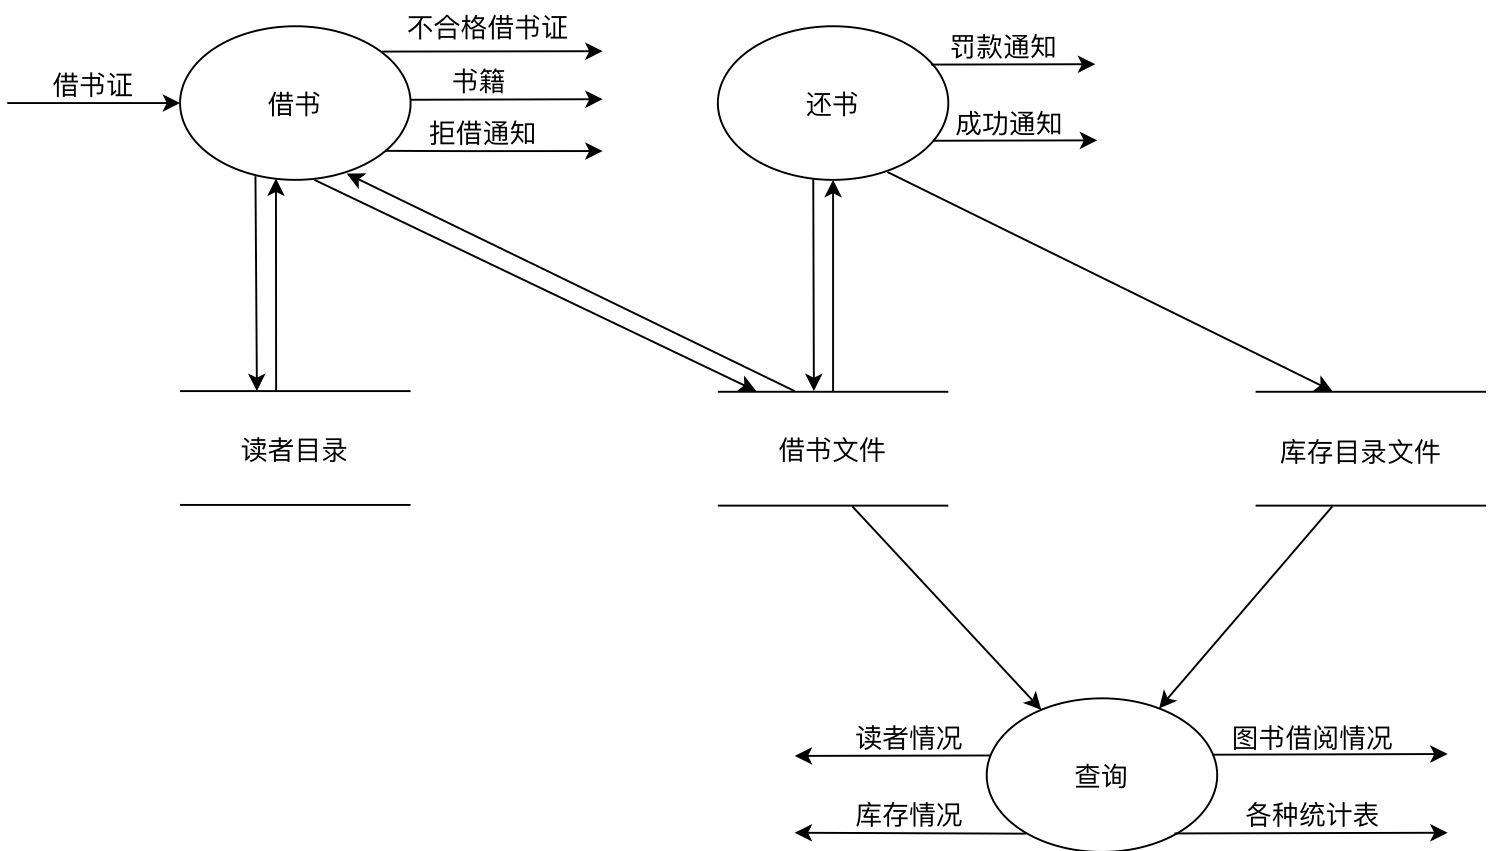 不合格借书证
借书证
书籍
借书
拒借通知
罚款通知
还书
成功通知
读者目录
借书文件
库存目录文件
读者情况
图书借阅情况
查询
库存情况
各种统计表